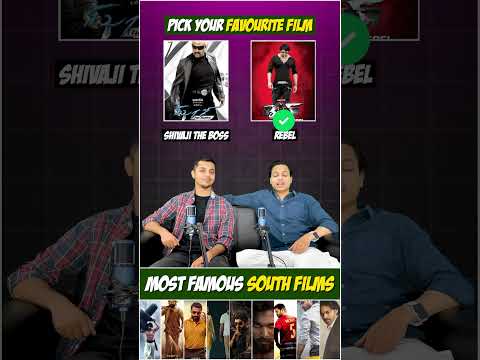 PICK YOUR FAVOURITE FILM
SHIVAJI THE BOSS
REBEL
MOST FAMOUS SOUTH FILMS